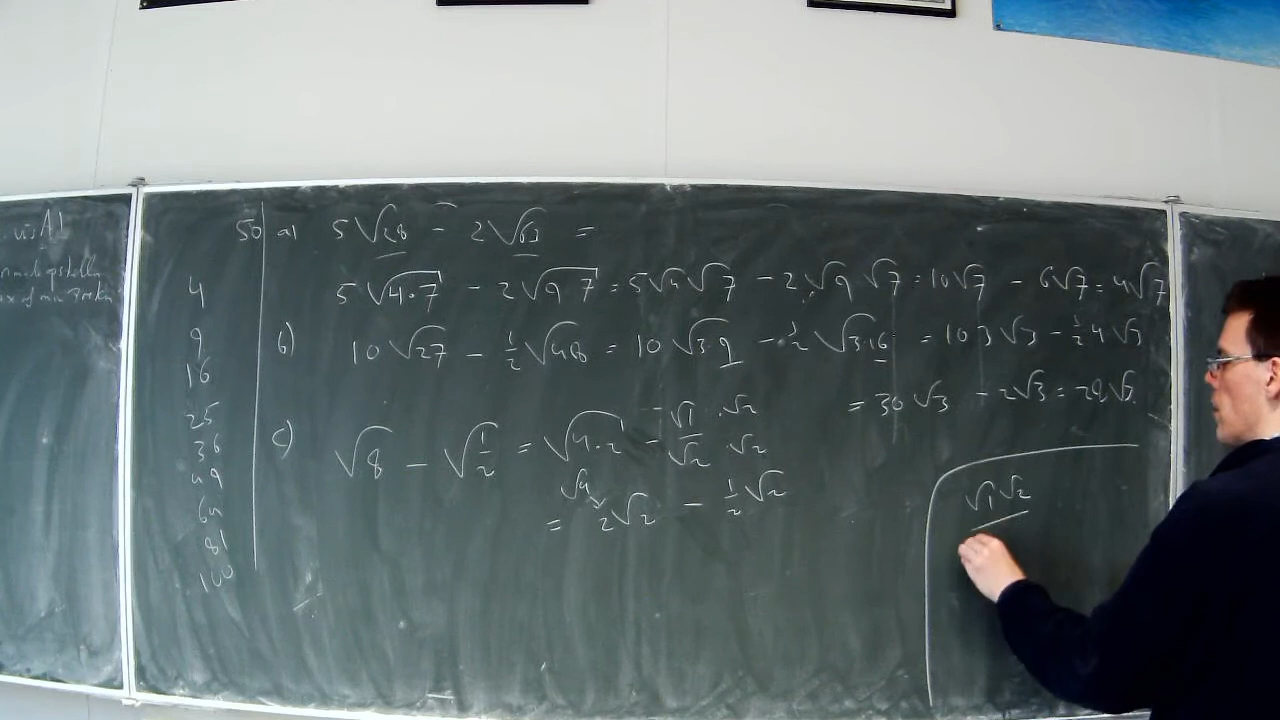 50 a) 5√28 - 2√63 =
5√4·7 - 2√9 7 = 5√4√7 - 2√9√7 = 10√7 - 6√7 = 4√7
b) 10√27 - ½√48 = 10√3·9 - ½√3·16 = 10 3√3 - ½ 4√3
= 30√3 - 2√3 = 28√3
c) √8 - √½ = √4·2 - √1/√2 · √2/√2
√4
= 2√2 - ½√2
4
9
16
25
36
49
64
81
100
√1√2